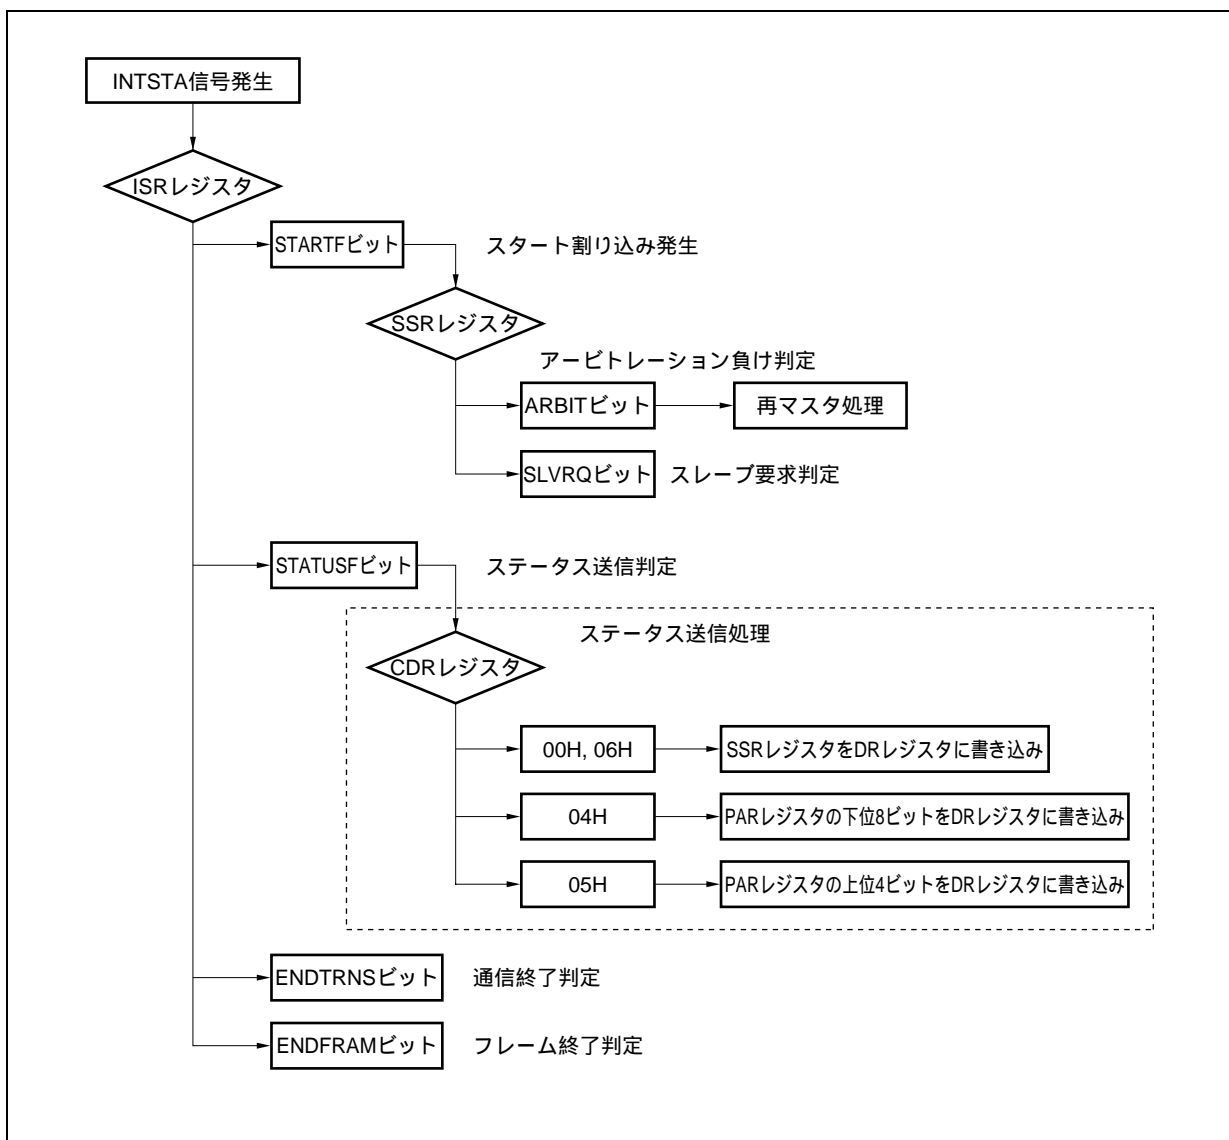 INTSTA信号発生
ISRレジスタ
STARTFビット
スタート割り込み発生
SSRレジスタ
アービトレーション負け判定
ARBITビット
再マスタ処理
SLVRQビット
スレーブ要求判定
STATUSFビット
ステータス送信判定
ステータス送信処理
CDRレジスタ
00H, 06H
SSRレジスタをDRレジスタに書き込み
04H
PARレジスタの下位8ビットをDRレジスタに書き込み
05H
PARレジスタの上位4ビットをDRレジスタに書き込み
ENDTRNSビット
通信終了判定
ENDFRAMビット
フレーム終了判定